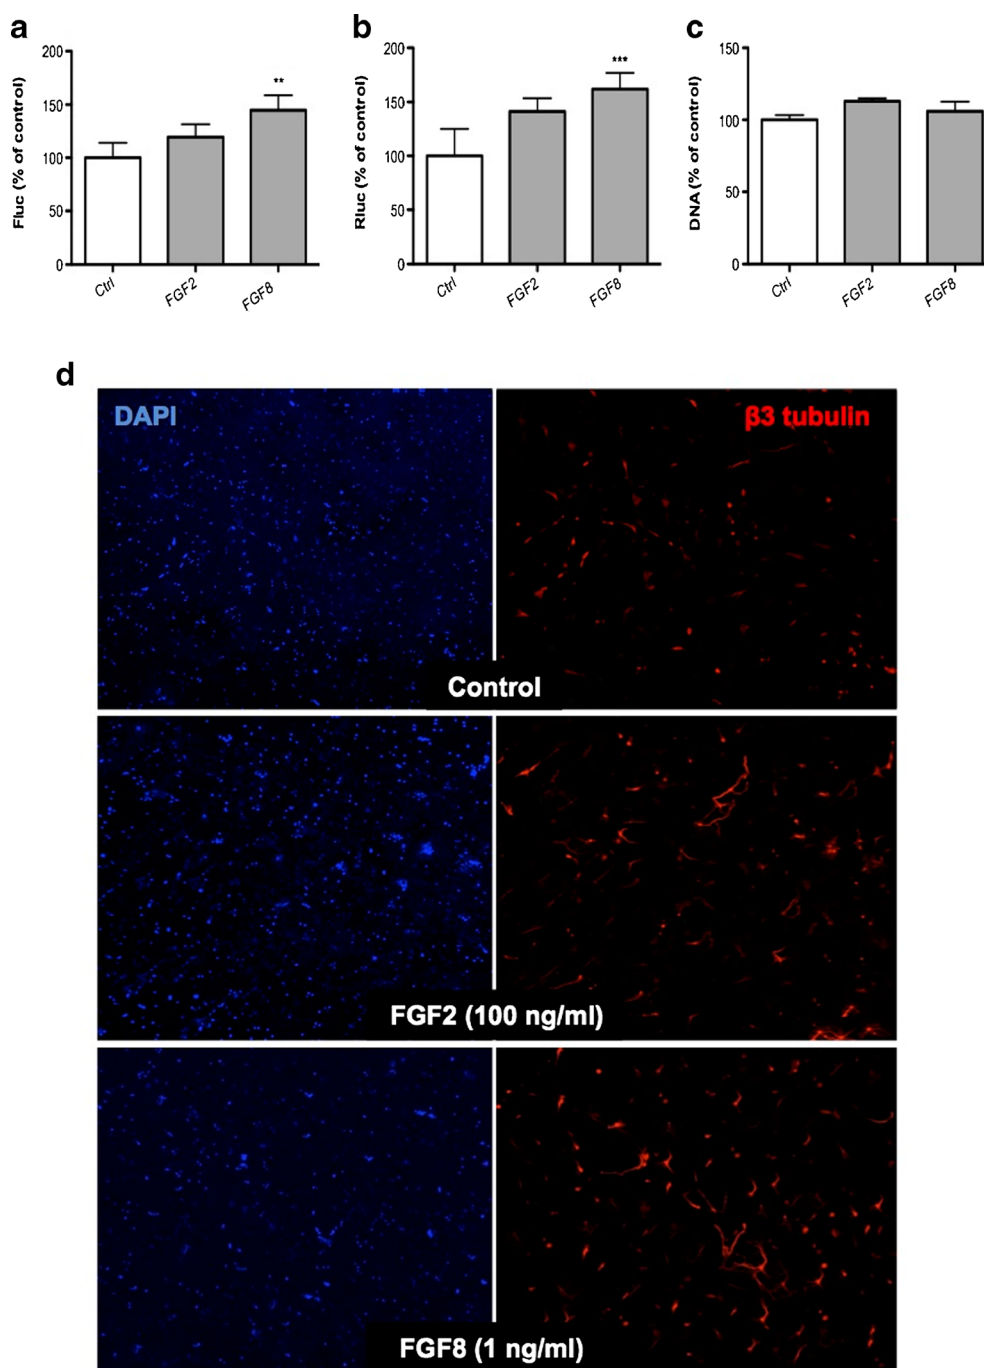 a
Fluc (% of control)
200
150
100
50
0
**
Ctrl
FGF2
FGF8
b
Rluc (% of control)
200
150
100
50
0
***
Ctrl
FGF2
FGF8
c
DNA (% of control)
150
100
50
0
Ctrl
FGF2
FGF8
d
DAPI
β3 tubulin
Control
FGF2 (100 ng/ml)
FGF8 (1 ng/ml)